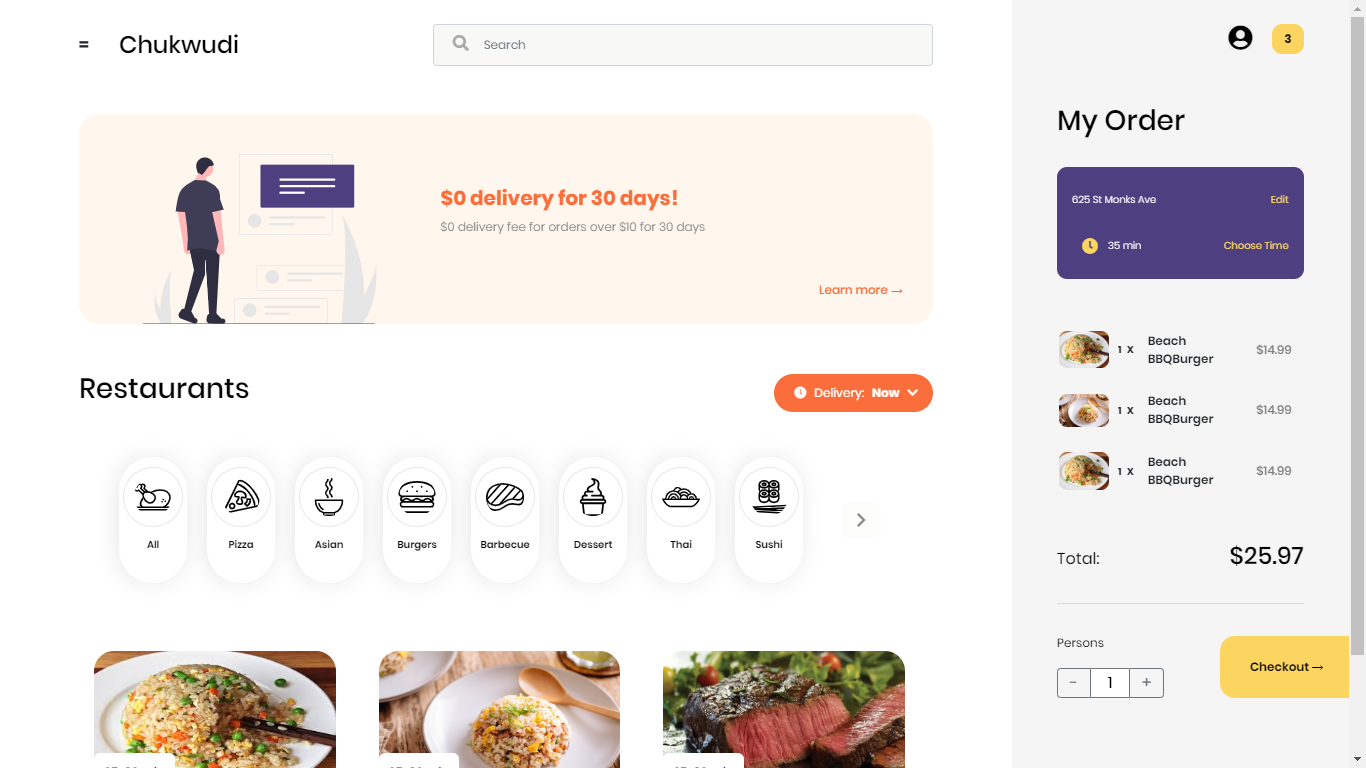 =
Chukwudi
Search
3
$0 delivery for 30 days!
$0 delivery fee for orders over $10 for 30 days
Learn more →
Restaurants
Delivery: Now
All
Pizza
Asian
Burgers
Barbecue
Dessert
Thai
Sushi
My Order
625 St Monks Ave
Edit
35 min
Choose Time
1 x
Beach
BBQBurger
$14.99
1 x
Beach
BBQBurger
$14.99
1 x
Beach
BBQBurger
$14.99
Total:
$25.97
Persons
- 1 +
Checkout →